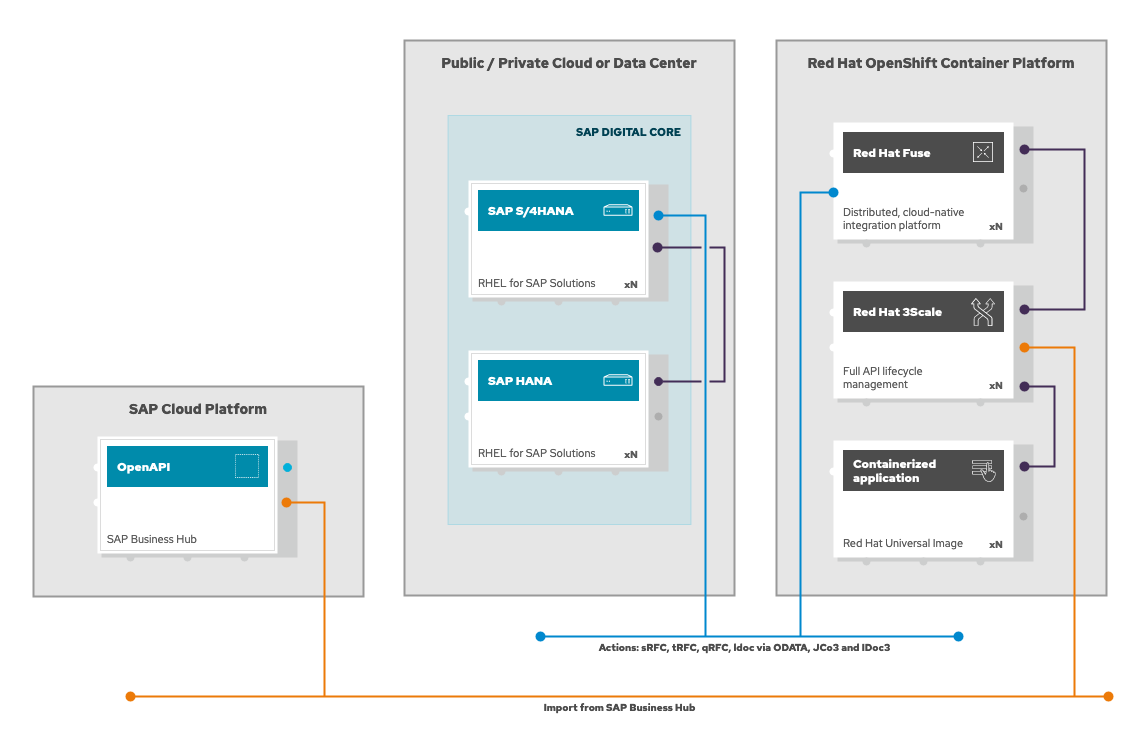 Public / Private Cloud or Data Center
SAP DIGITAL CORE
SAP S/4HANA
RHEL for SAP Solutions
xN
SAP HANA
RHEL for SAP Solutions
xN
Red Hat OpenShift Container Platform
Red Hat Fuse
Distributed, cloud-native
integration platform
xN
Red Hat 3Scale
Full API lifecycle
management
xN
Containerized
application
Red Hat Universal Image
xN
SAP Cloud Platform
OpenAPI
SAP Business Hub
Actions: sRFC, tRFC, qRFC, Idoc via ODATA, JCo3 and IDoc3
Import from SAP Business Hub